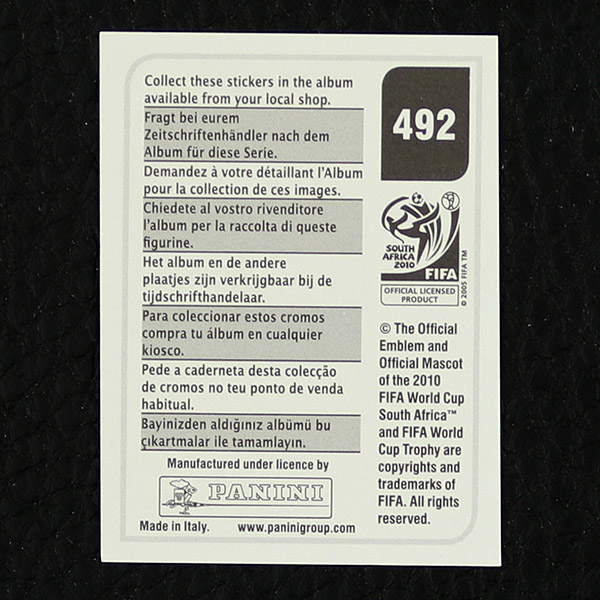 Collect these stickers in the album
available from your local shop.
Fragt bei eurem
Zeitschriftenhändler nach dem
Album für diese Serie.
Demandez à votre détaillant l'Album
pour la collection de ces images.
Chiedete al vostro rivenditore
l'album per la raccolta di queste
figurine.
Het album en de andere
plaatjes zijn verkrijgbaar bij de
tijdschrifthandelaar.
Para coleccionar estos cromos
compra tu álbum en cualquier
kiosco.
Pede a caderneta desta colecção
de cromos no teu ponto de venda
habitual.
Bayinizden aldığınız albümü bu
çıkartmalar ile tamamlayın.
Manufactured under licence by
PANINI
Made in Italy. www.paninigroup.com
492
SOUTH
AFRICA
2010
FIFA
© 2005 FIFA TM
OFFICIAL LICENSED
PRODUCT
© The Official
Emblem and
Official Mascot
of the 2010
FIFA World Cup
South Africa™
and FIFA World
Cup Trophy are
copyrights and
trademarks of
FIFA. All rights
reserved.